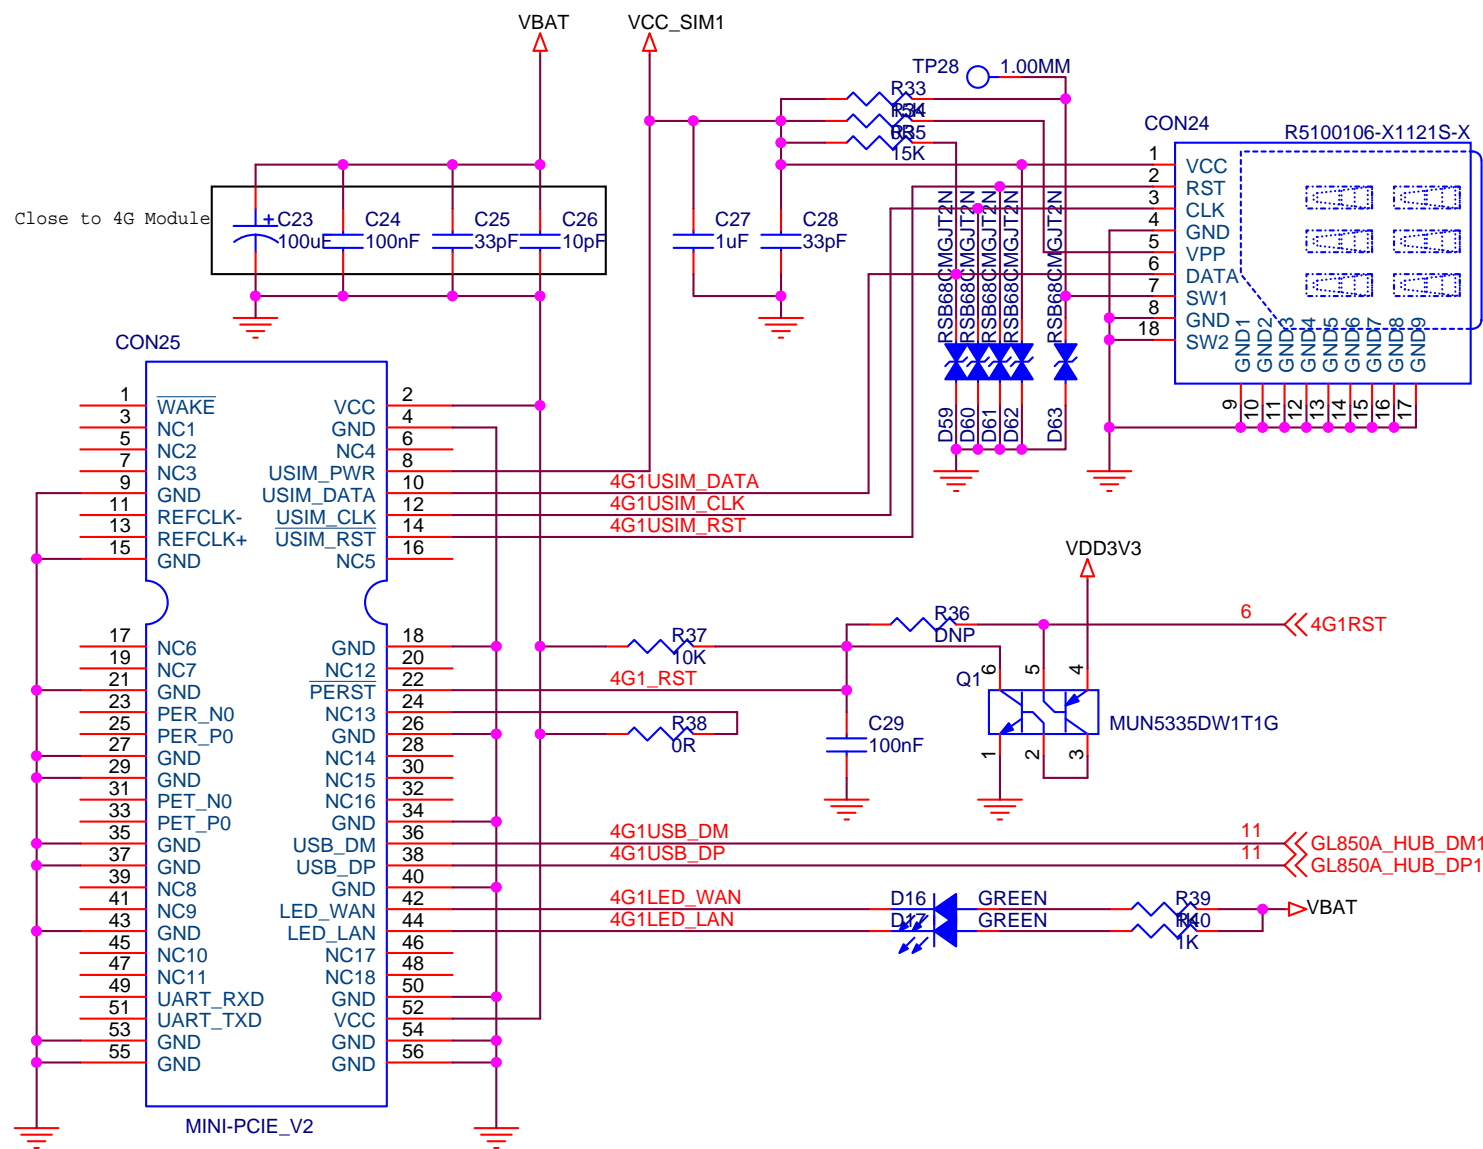 VBAT
VCC_SIM1
TP28
1.00MM
R33
15K
R35
15K
CON24
R5100106-X1121S-X
1 VCC
2 RST
3 CLK
4 GND
5 VPP
6 DATA
7 SW1
8 GND
18 SW2
GND1
GND2
GND3
GND4
GND5
GND6
GND7
GND8
GND9
9
10
11
12
13
14
15
16
17
Close to 4G Module
C23
100uF
C24
100nF
C25
33pF
C26
10pF
C27
1uF
C28
33pF
RSB68CMGJT2N
RSB68CMGJT2N
RSB68CMGJT2N
RSB68CMGJT2N
RSB68CMGJT2N
D59
D60
D61
D62
D63
CON25
1 WAKE
3 NC1
5 NC2
7 NC3
9 GND
11 REFCLK-
13 REFCLK+
15 GND
17 NC6
19 NC7
21 GND
23 PER_N0
25 PER_P0
27 GND
29 GND
31 PET_N0
33 PET_P0
35 GND
37 GND
39 NC8
41 NC9
43 GND
45 NC10
47 NC11
49 UART_RXD
51 UART_TXD
53 GND
55 GND
VCC 2
GND 4
NC4 6
USIM_PWR 8
USIM_DATA 10
USIM_CLK 12
USIM_RST 14
NC5 16
GND 18
NC12 20
PERST 22
NC13 24
GND 26
NC14 28
NC15 30
NC16 32
GND 34
USB_DM 36
USB_DP 38
GND 40
LED_WAN 42
LED_LAN 44
NC17 46
NC18 48
GND 50
VCC 52
GND 54
GND 56
MINI-PCIE_V2
4G1USIM_DATA
4G1USIM_CLK
4G1USIM_RST
VDD3V3
R36
DNP
6
4G1RST
R37
10K
4G1_RST
R38
0R
C29
100nF
Q1
6
5
4
1
2
3
MUN5335DW1T1G
4G1USB_DM
11
GL850A_HUB_DM1
4G1USB_DP
11
GL850A_HUB_DP1
4G1LED_WAN
D16
GREEN
R39
4G1LED_LAN
D17
GREEN
R40
1K
VBAT